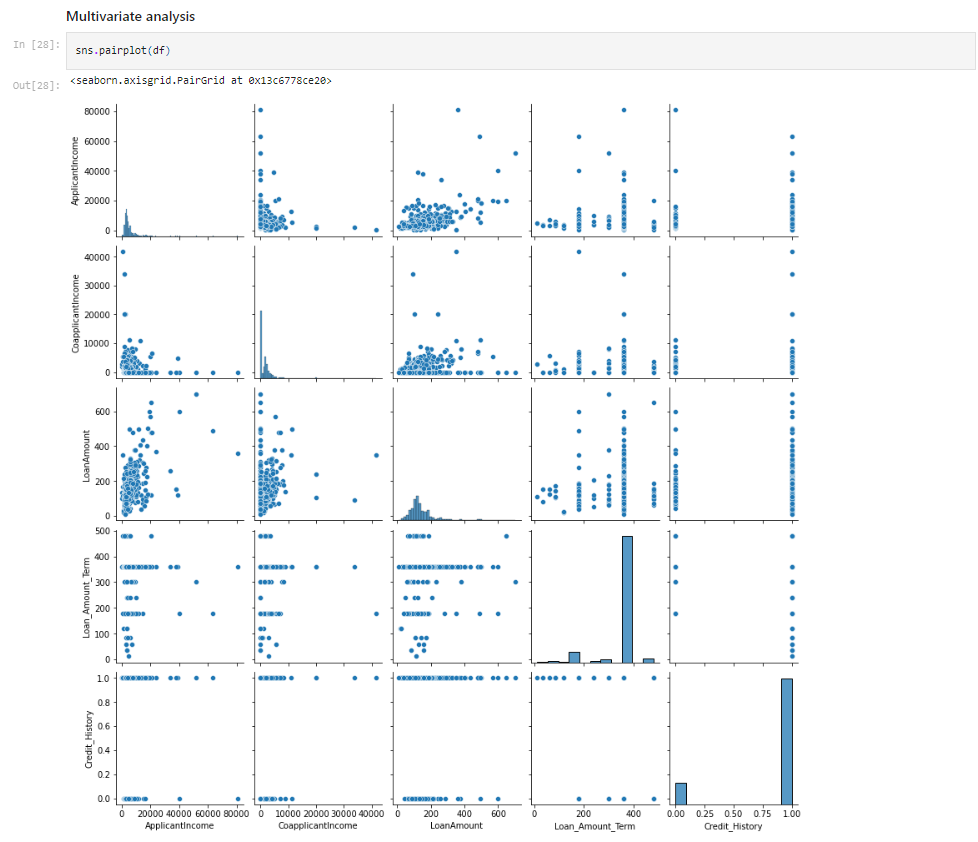 Multivariate analysis
In [28]:
sns.pairplot(df)
Out[28]:
<seaborn.axisgrid.PairGrid at 0x13c6778ce20>
80000
60000
40000
20000
0
ApplicantIncome
40000
30000
20000
10000
0
CoapplicantIncome
600
400
200
0
LoanAmount
500
400
300
200
100
0
Loan_Amount_Term
1.0
0.8
0.6
0.4
0.2
0.0
Credit_History
0 20000 40000 60000 80000
ApplicantIncome
0 10000 20000 30000 40000
CoapplicantIncome
0 200 400 600
LoanAmount
0 200 400
Loan_Amount_Term
0.00 0.25 0.50 0.75 1.00
Credit_History